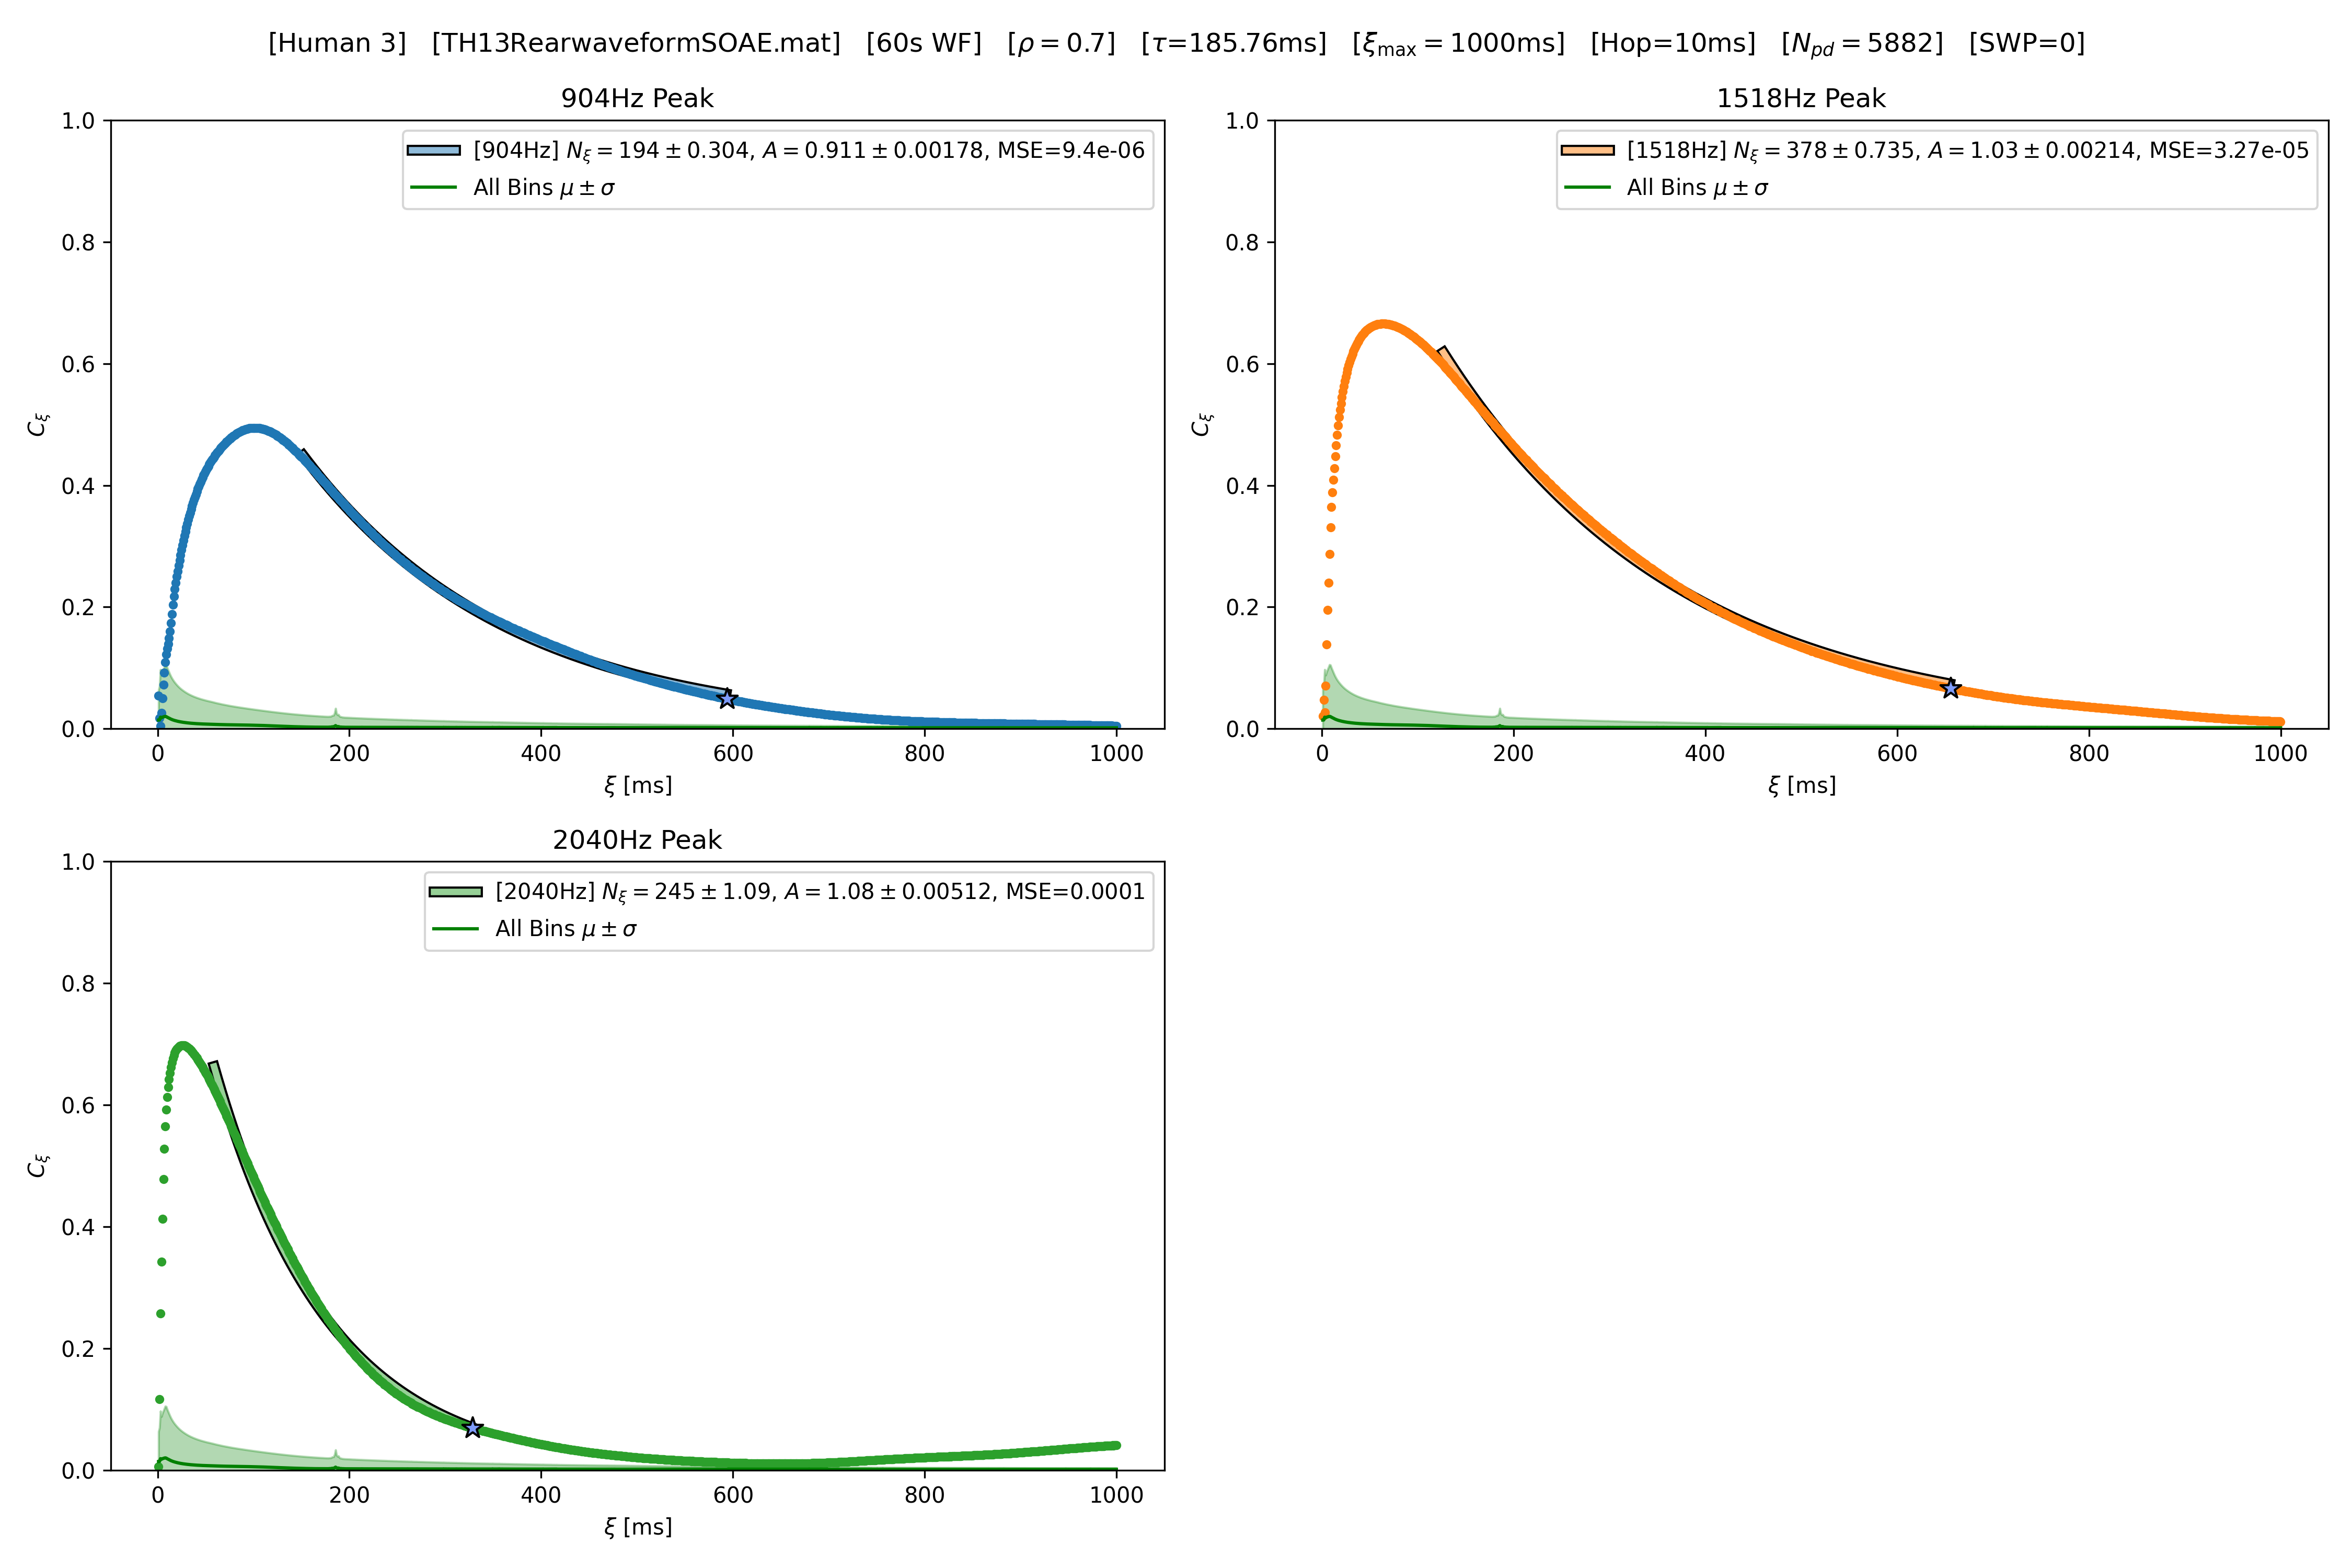 [Human 3] [TH13RearwaveformSOAE.mat] [60s WF] [ρ = 0.7] [τ=185.76ms] [ξmax = 1000ms] [Hop=10ms] [Npd = 5882] [SWP=0]
904Hz Peak
[904Hz] Nξ = 194 ± 0.304, A = 0.911 ± 0.00178, MSE=9.4e-06
All Bins μ ± σ
1.0
0.8
0.6
0.4
0.2
0.0
Cξ
0 200 400 600 800 1000
ξ [ms]
1518Hz Peak
[1518Hz] Nξ = 378 ± 0.735, A = 1.03 ± 0.00214, MSE=3.27e-05
All Bins μ ± σ
1.0
0.8
0.6
0.4
0.2
0.0
Cξ
0 200 400 600 800 1000
ξ [ms]
2040Hz Peak
[2040Hz] Nξ = 245 ± 1.09, A = 1.08 ± 0.00512, MSE=0.0001
All Bins μ ± σ
1.0
0.8
0.6
0.4
0.2
0.0
Cξ
0 200 400 600 800 1000
ξ [ms]